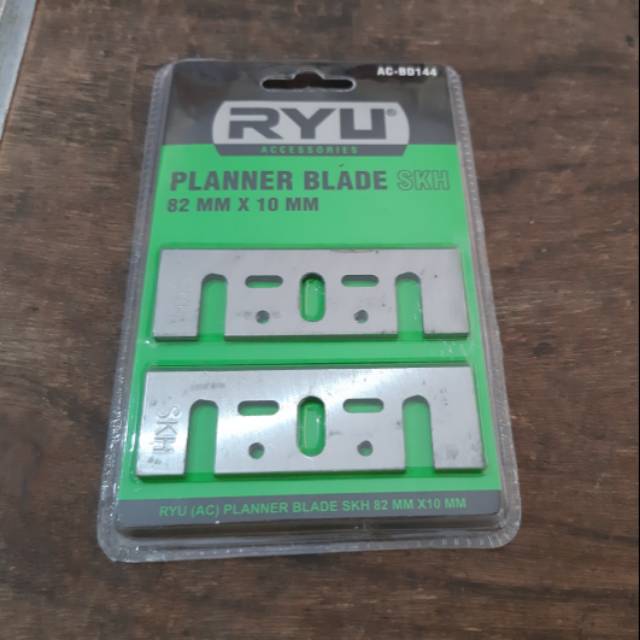 AC-BD144
RYU®
ACCESSORIES
PLANNER BLADE SKH
82 MM X 10 MM
SKH
SKH
RYU (AC) PLANNER BLADE SKH 82 MM X10 MM